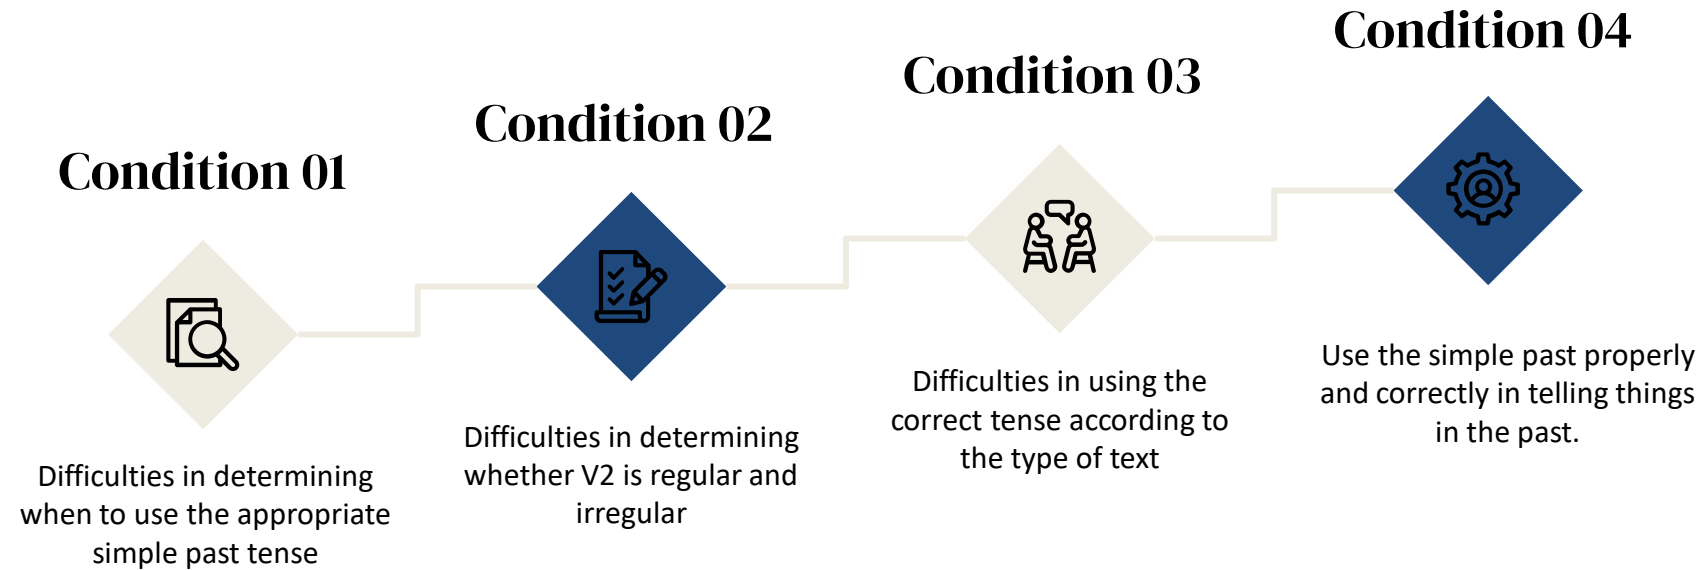 Condition 01
Difficulties in determining
when to use the appropriate
simple past tense
Condition 02
Difficulties in determining
whether V2 is regular and
irregular
Condition 03
Difficulties in using the
correct tense according to
the type of text
Condition 04
Use the simple past properly
and correctly in telling things
in the past.